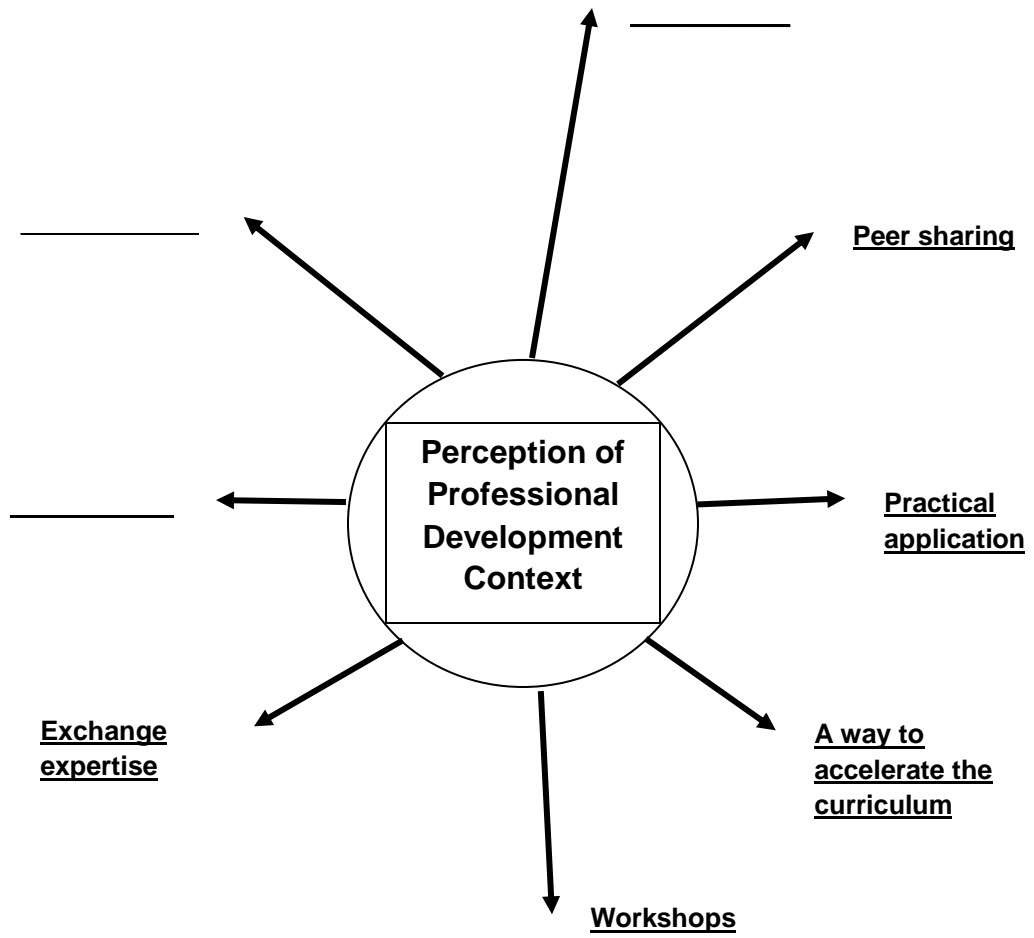 Peer sharing
Perception of
Professional
Development
Context
Practical
application
Exchange
expertise
A way to
accelerate the
curriculum
Workshops